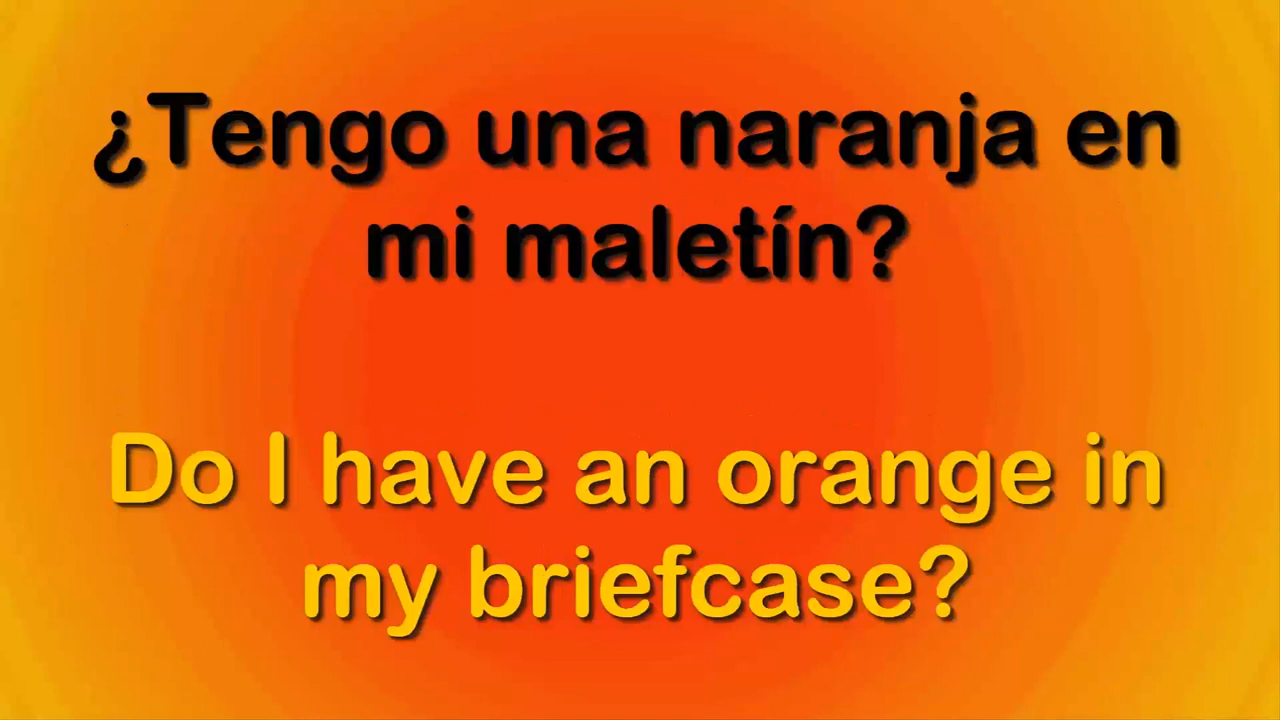 ¿Tengo una naranja en
mi maletín?
Do I have an orange in
my briefcase?